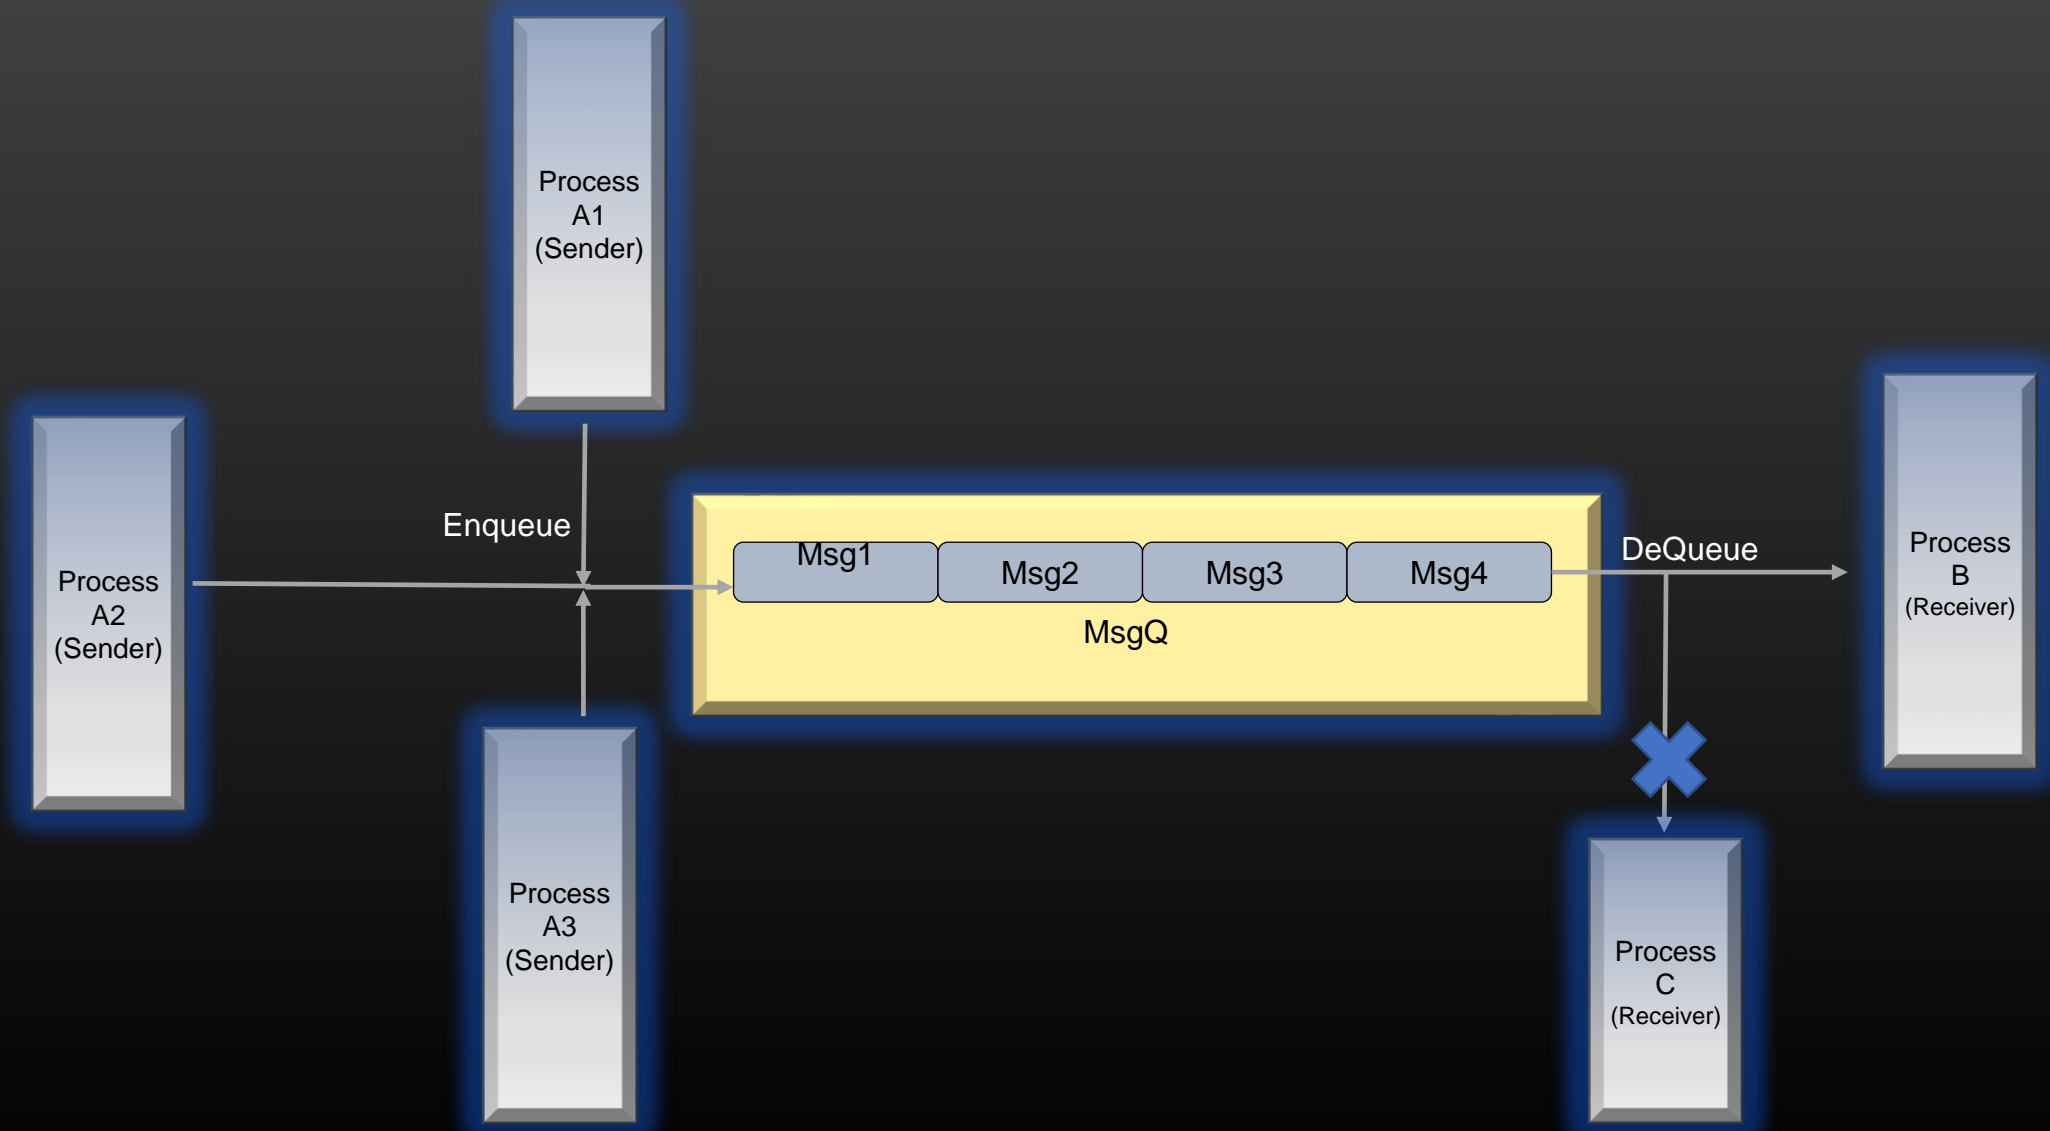 Process
A1
(Sender)
Enqueue
Process
A2
(Sender)
Msg1
Msg2
Msg3
Msg4
MsgQ
DeQueue
Process
B
(Receiver)
Process
A3
(Sender)
Process
C
(Receiver)